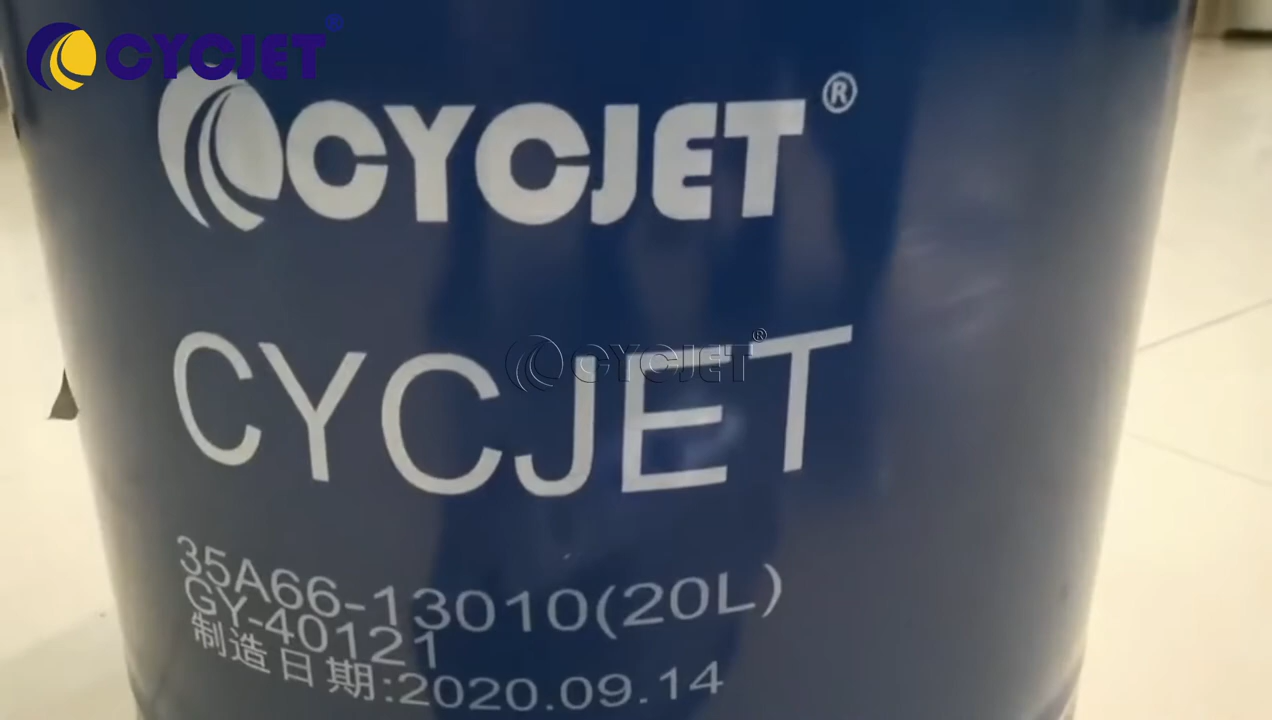 CYCJET®
CYCJET®
CYCJET®
CYCJET
35A66-13010(20L)
GY-40121
制造日期:2020.09.14